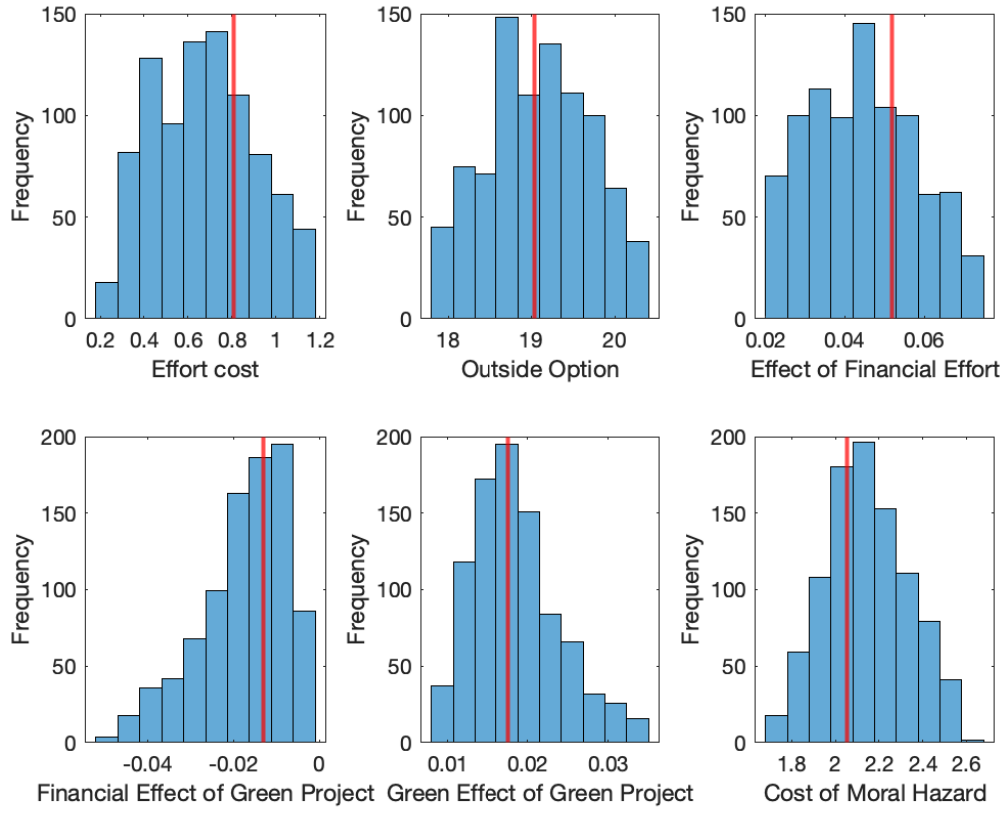 150
100
50
0
Frequency
0.2 0.4 0.6 0.8 1 1.2
Effort cost
150
100
50
0
Frequency
18 19 20
Outside Option
150
100
50
0
Frequency
0.02 0.04 0.06
Effect of Financial Effort
200
150
100
50
0
Frequency
-0.04 -0.02 0
Financial Effect of Green Project
200
150
100
50
0
Frequency
0.01 0.02 0.03
Green Effect of Green Project
200
150
100
50
0
Frequency
1.8 2 2.2 2.4 2.6
Cost of Moral Hazard